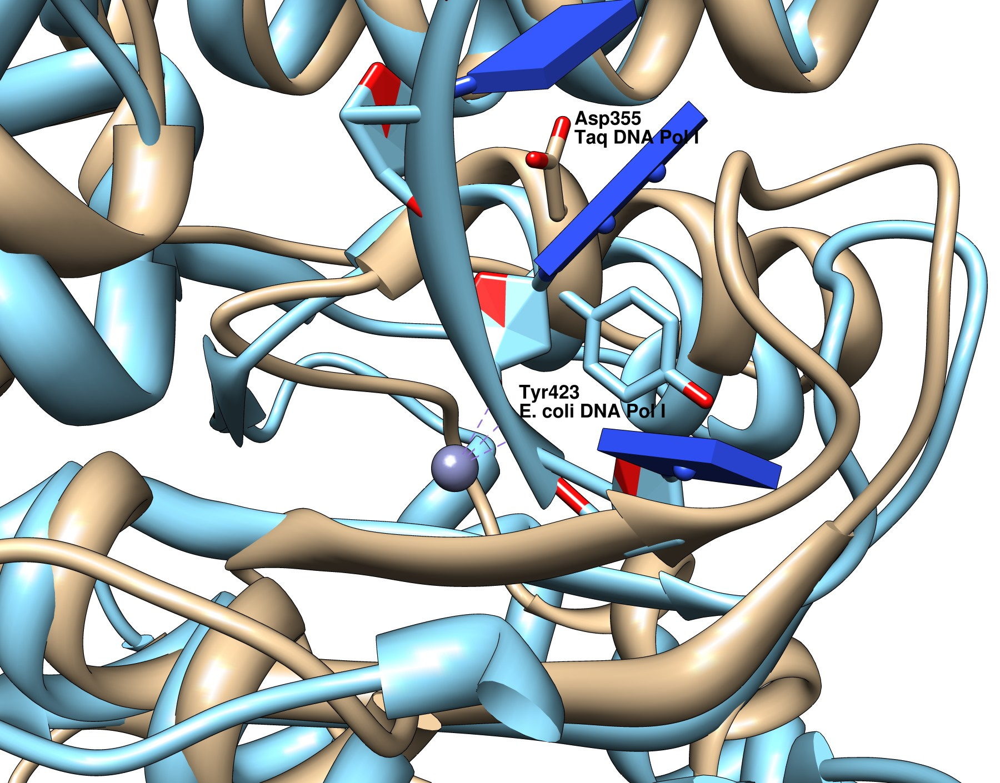 Asp355
Taq DNA Pol I
Tyr423
E. coli DNA Pol I